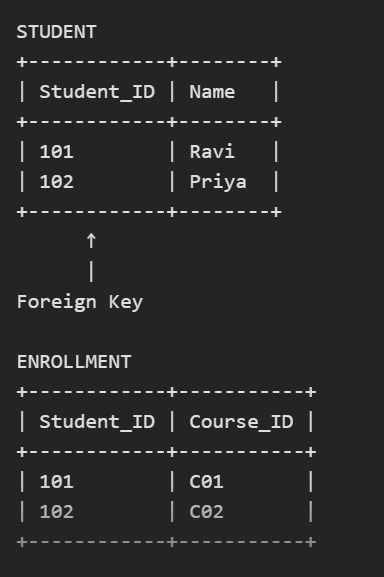 STUDENT
+------------+--------+
| Student_ID | Name   |
+------------+--------+
| 101        | Ravi   |
| 102        | Priya  |
+------------+--------+
      ↑
      |
Foreign Key

ENROLLMENT
+------------+-----------+
| Student_ID | Course_ID |
+------------+-----------+
| 101        | C01       |
| 102        | C02       |
+------------+-----------+